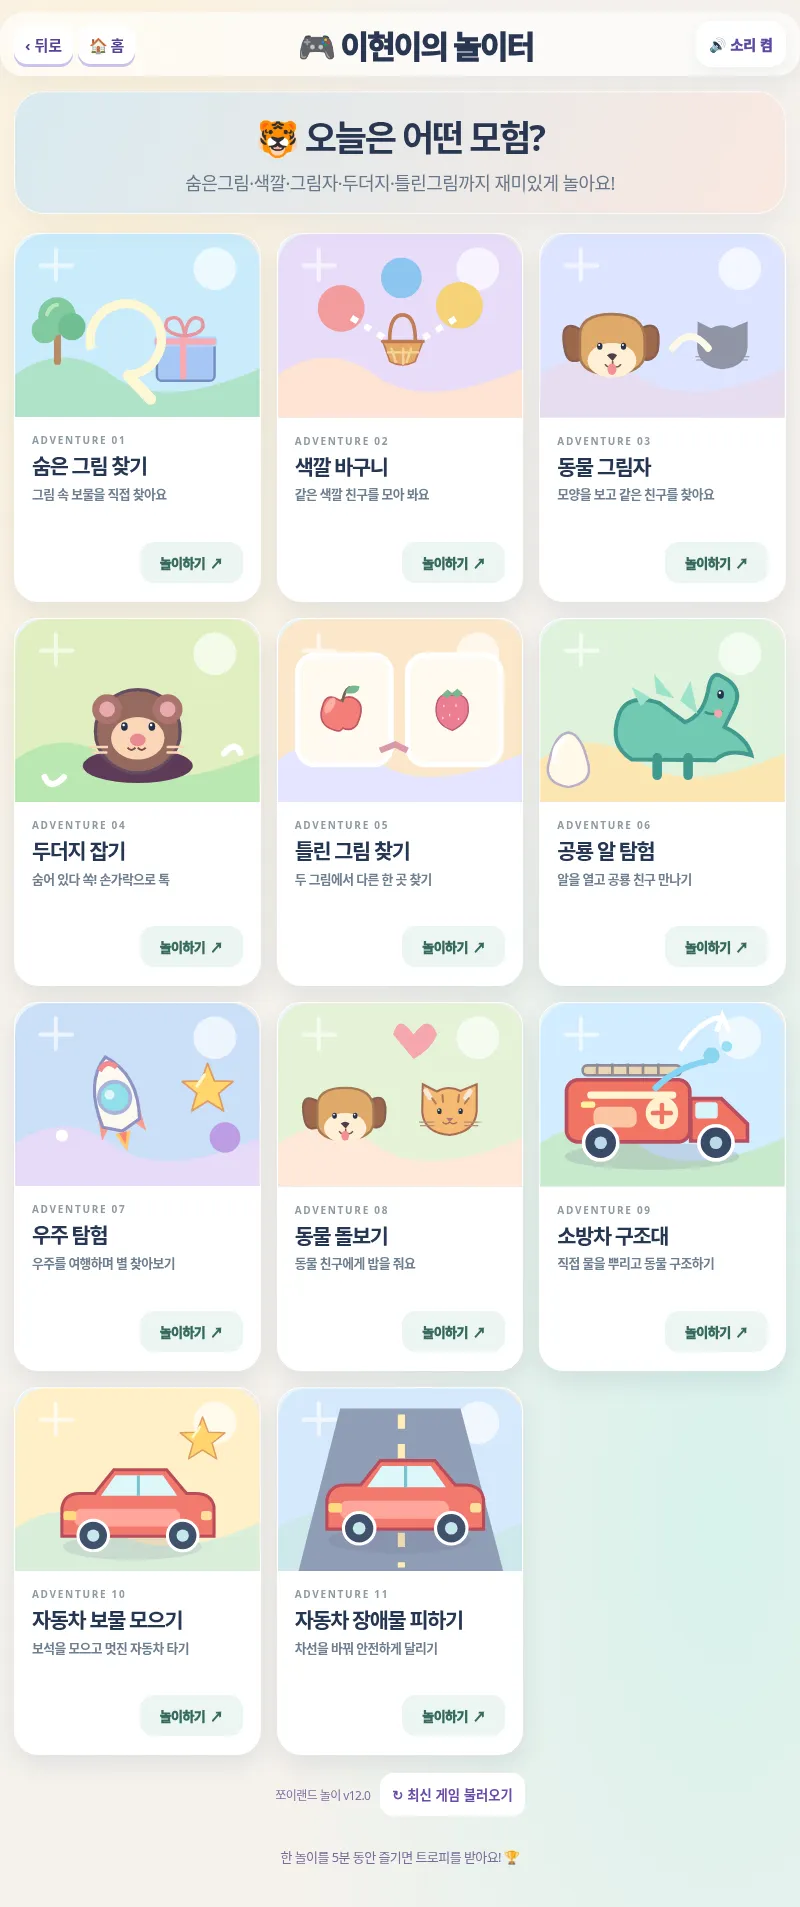 ‹ 뒤로
🏠 홈
🎮 이현이의 놀이터
🔊 소리 켬
🐯 오늘은 어떤 모험?
숨은그림·색깔·그림자·두더지·틀린그림까지 재미있게 놀아요!
ADVENTURE 01
숨은 그림 찾기
그림 속 보물을 직접 찾아요
놀이하기 ↗
ADVENTURE 02
색깔 바구니
같은 색깔 친구를 모아 봐요
놀이하기 ↗
ADVENTURE 03
동물 그림자
모양을 보고 같은 친구를 찾아요
놀이하기 ↗
ADVENTURE 04
두더지 잡기
숨어 있다 쏙! 손가락으로 톡
놀이하기 ↗
ADVENTURE 05
틀린 그림 찾기
두 그림에서 다른 한 곳 찾기
놀이하기 ↗
ADVENTURE 06
공룡 알 탐험
알을 열고 공룡 친구 만나기
놀이하기 ↗
ADVENTURE 07
우주 탐험
우주를 여행하며 별 찾아보기
놀이하기 ↗
ADVENTURE 08
동물 돌보기
동물 친구에게 밥을 줘요
놀이하기 ↗
ADVENTURE 09
소방차 구조대
직접 물을 뿌리고 동물 구조하기
놀이하기 ↗
ADVENTURE 10
자동차 보물 모으기
보석을 모으고 멋진 자동차 타기
놀이하기 ↗
ADVENTURE 11
자동차 장애물 피하기
차선을 바꿔 안전하게 달리기
놀이하기 ↗
쪼이랜드 놀이 v12.0
↻ 최신 게임 불러오기
한 놀이를 5분 동안 즐기면 트로피를 받아요! 🏆